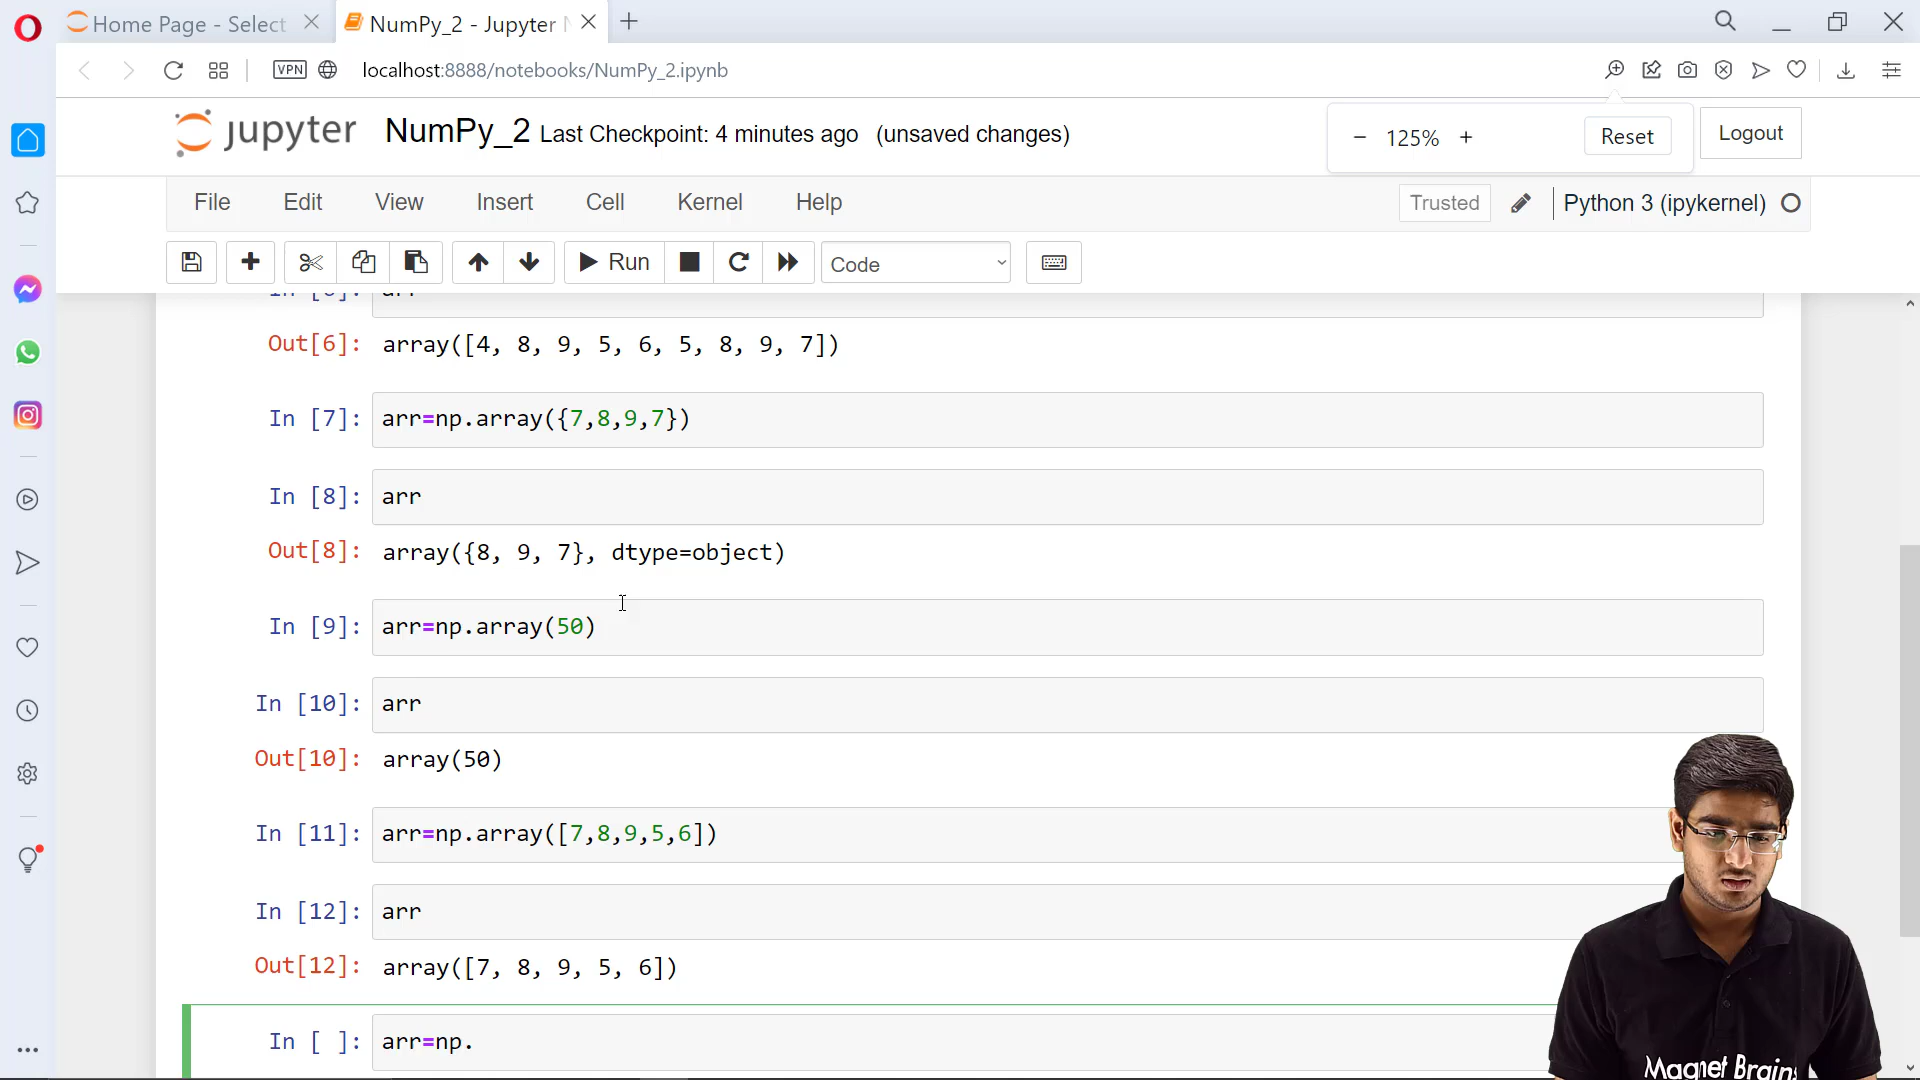 Home Page - Select
NumPy_2 - Jupyter N
VPN
localhost:8888/notebooks/NumPy_2.ipynb
jupyter NumPy_2 Last Checkpoint: 4 minutes ago (unsaved changes)
125%
Reset
Logout
File Edit View Insert Cell Kernel Help
Trusted
Python 3 (ipykernel)
Run
Code
In [6]: arr
Out[6]: array([4, 8, 9, 5, 6, 5, 8, 9, 7])
In [7]: arr=np.array({7,8,9,7})
In [8]: arr
Out[8]: array({8, 9, 7}, dtype=object)
In [9]: arr=np.array(50)
In [10]: arr
Out[10]: array(50)
In [11]: arr=np.array([7,8,9,5,6])
In [12]: arr
Out[12]: array([7, 8, 9, 5, 6])
In [ ]: arr=np.
Magnet Brains